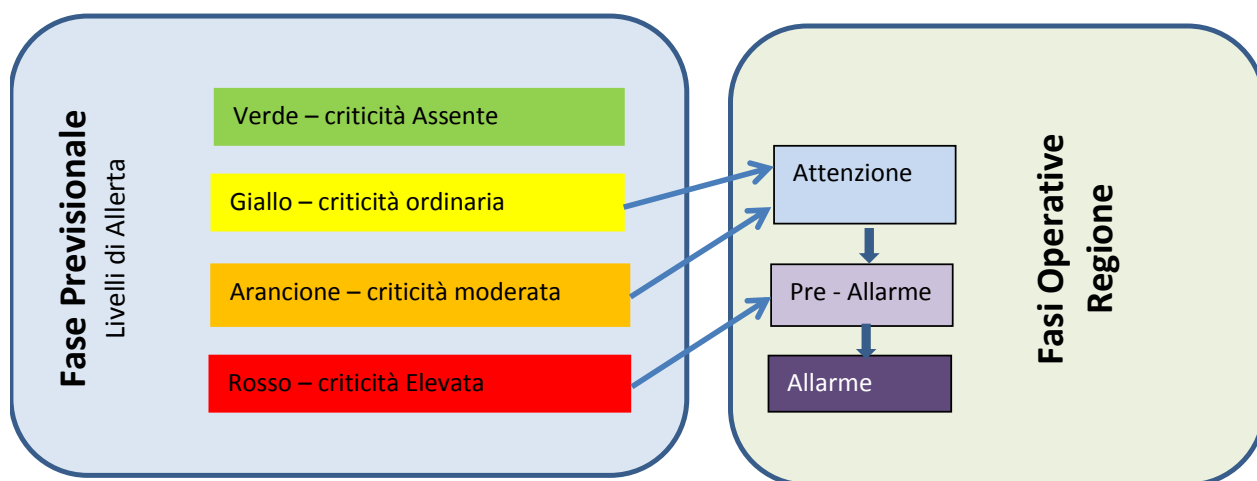 Fase Previsionale
Livelli di Allerta
Verde – criticità Assente
Giallo – criticità ordinaria
Arancione – criticità moderata
Rosso – criticità Elevata
Attenzione
Pre - Allarme
Allarme
Fasi Operative
Regione